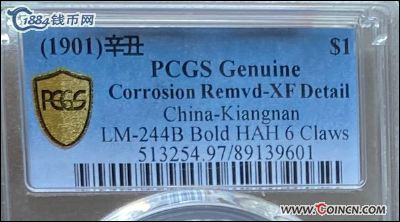 1884钱币网
(1901)辛丑 $1
PCGS Genuine
PCGS
Corrosion Remvd-XF Detail
China-Kiangnan
LM-244B Bold HAH 6 Claws
513254.97/89139601
www.COINCN.com